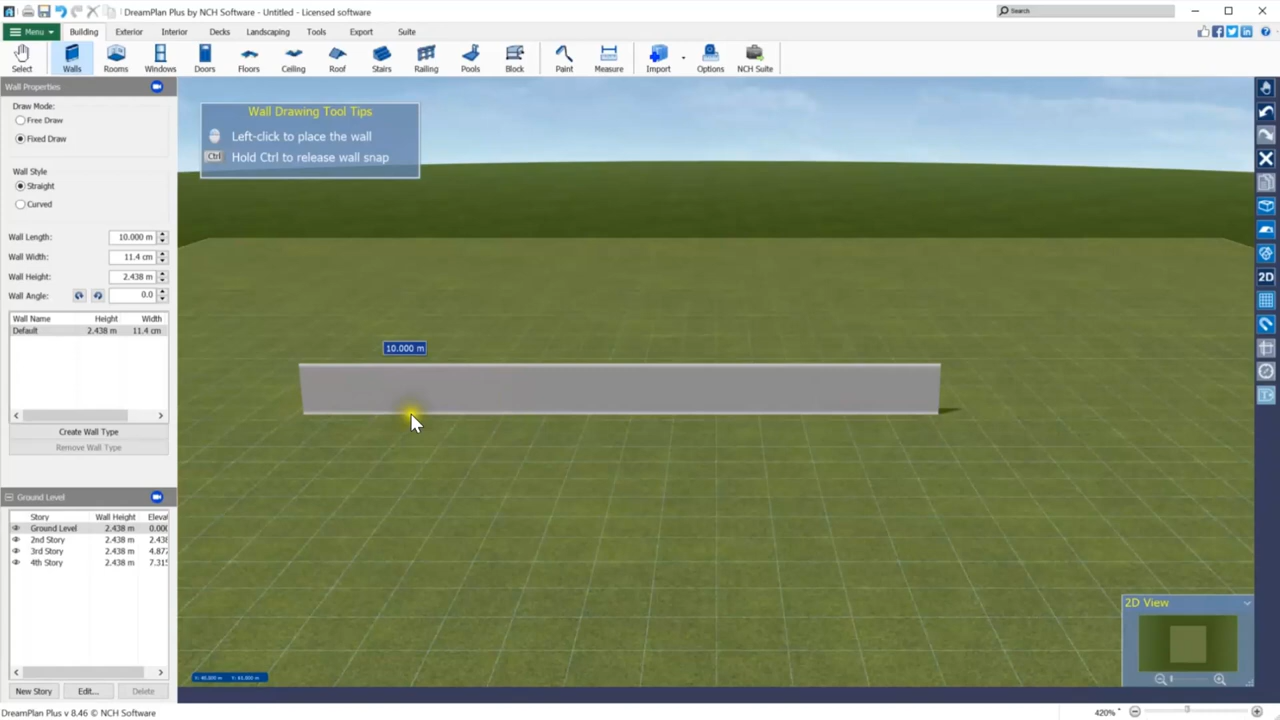 DreamPlan Plus by NCH Software - Untitled - Licensed software
Search
Menu Building Exterior Interior Decks Landscaping Tools Export Suite
Select Walls Rooms Windows Doors Floors Ceiling Roof Stairs Railing Pools Block Paint Measure Import Options NCH Suite
Wall Properties
Draw Mode:
Free Draw
Fixed Draw
Wall Style
Straight
Curved
Wall Length: 10.000 m
Wall Width: 11.4 cm
Wall Height: 2.438 m
Wall Angle: 0.0
Wall Name Height Width
Default 2.438 m 11.4 cm
Create Wall Type
Remove Wall Type
Ground Level
Story Wall Height Elevat
Ground Level 2.438 m 0.000
2nd Story 2.438 m 2.438
3rd Story 2.438 m 4.877
4th Story 2.438 m 7.315
New Story Edit... Delete
DreamPlan Plus v 8.46 © NCH Software
Wall Drawing Tool Tips
Left-click to place the wall
Ctrl Hold Ctrl to release wall snap
10.000 m
2D
2D View
420%